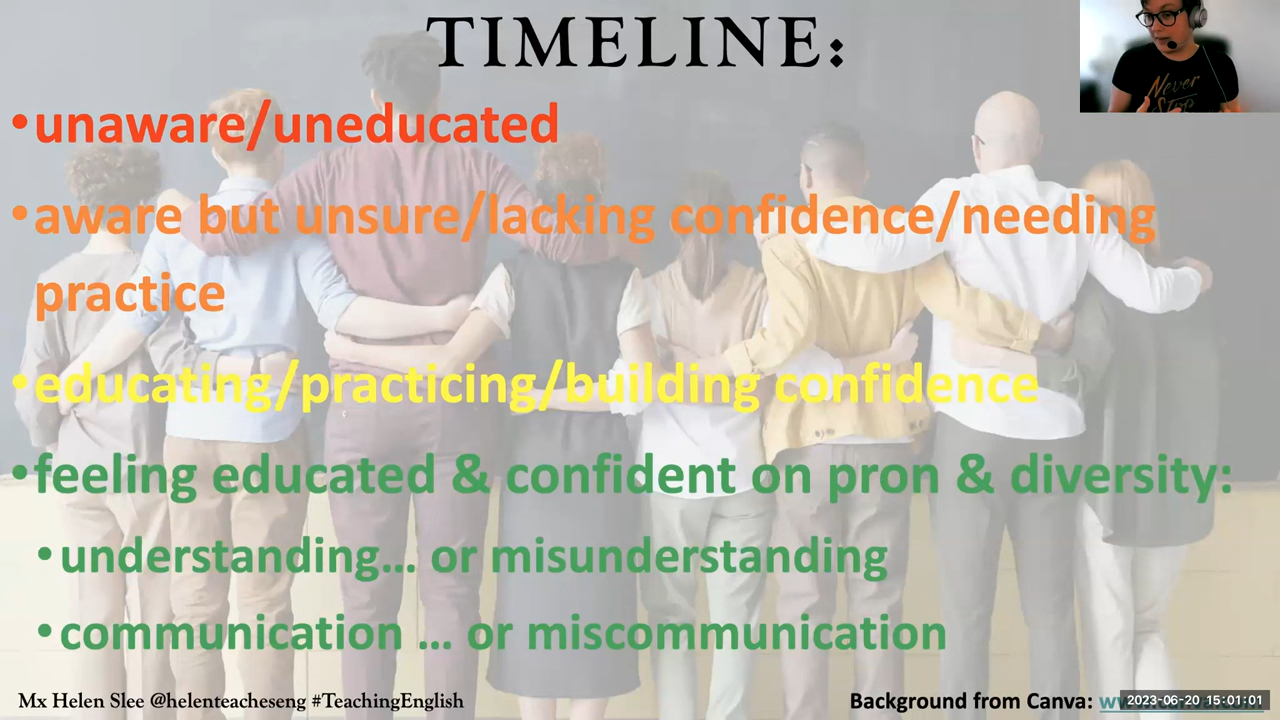 TIMELINE:
Never
•unaware/uneducated
•aware but unsure/lacking confidence/needing
practice
•educating/practicing/building confidence
•feeling educated & confident on pron & diversity:
•understanding... or misunderstanding
•communication ... or miscommunication
Mx Helen Slee @helenteacheseng #TeachingEnglish
Background from Canva:
2023-06-20 15:01:01